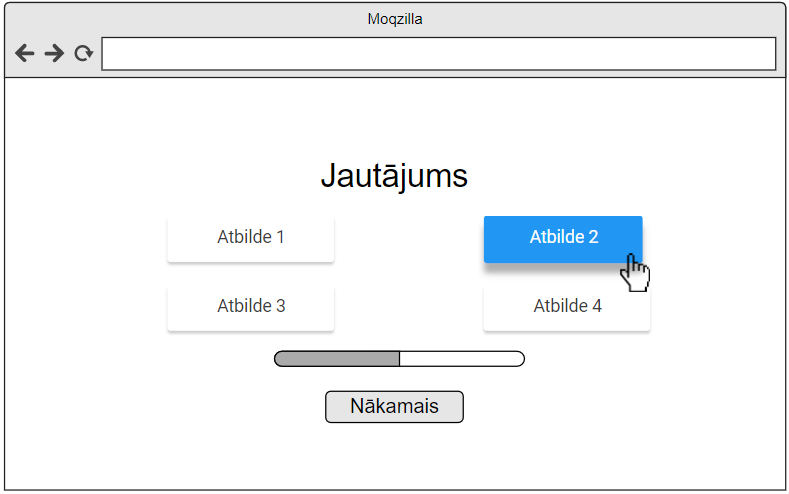 Moqzilla
Jautājums
Atbilde 1
Atbilde 2
Atbilde 3
Atbilde 4
Nākamais